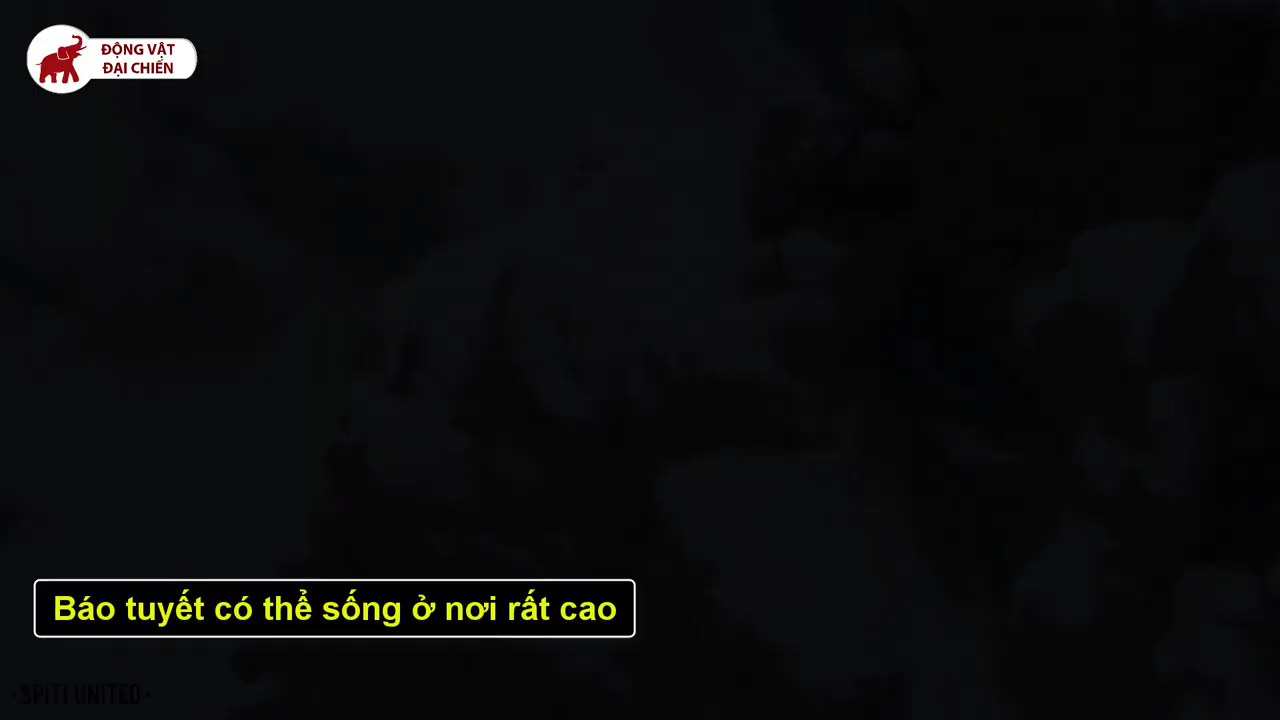 ĐỘNG VẬT
ĐẠI CHIẾN
Báo tuyết có thể sống ở nơi rất cao
• SPITI UNITED •